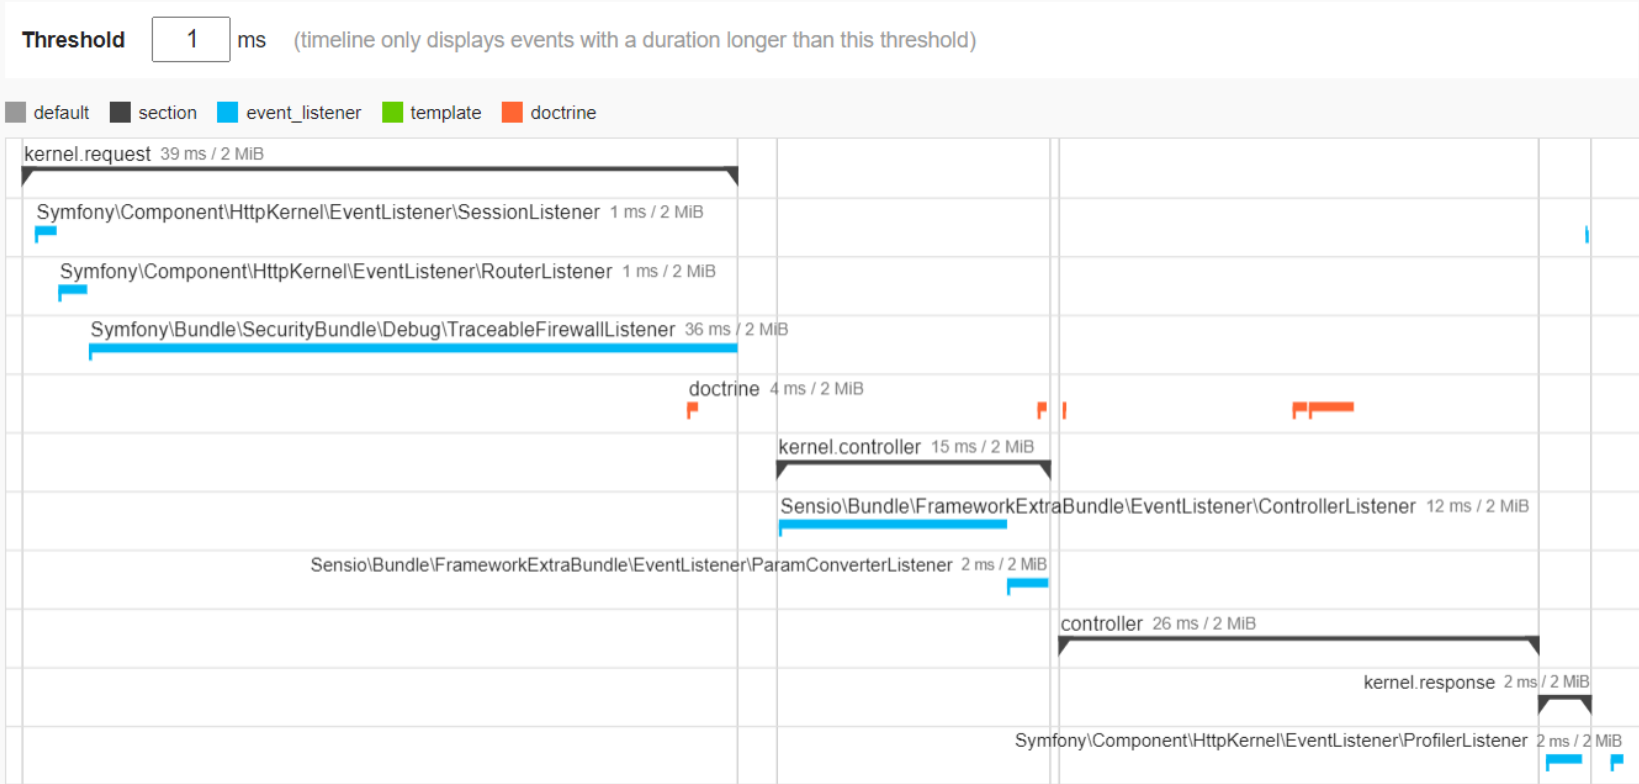 Threshold 1 ms (timeline only displays events with a duration longer than this threshold)
default section event_listener template doctrine
kernel.request 39 ms / 2 MiB
Symfony\Component\HttpKernel\EventListener\SessionListener 1 ms / 2 MiB
Symfony\Component\HttpKernel\EventListener\RouterListener 1 ms / 2 MiB
Symfony\Bundle\SecurityBundle\Debug\TraceableFirewallListener 36 ms / 2 MiB
doctrine 4 ms / 2 MiB
kernel.controller 15 ms / 2 MiB
Sensio\Bundle\FrameworkExtraBundle\EventListener\ControllerListener 12 ms / 2 MiB
Sensio\Bundle\FrameworkExtraBundle\EventListener\ParamConverterListener 2 ms / 2 MiB
controller 26 ms / 2 MiB
kernel.response 2 ms / 2 MiB
Symfony\Component\HttpKernel\EventListener\ProfilerListener 2 ms / 2 MiB